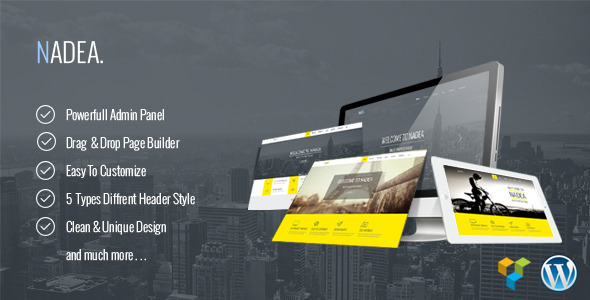 NADEA.
Powerfull Admin Panel
Drag & Drop Page Builder
Easy To Customize
5 Types Diffrent Header Style
Clean & Unique Design
and much more...
WELCOME TO NADEA
WELCOME TO NADEA
WELCOME TO NADEA